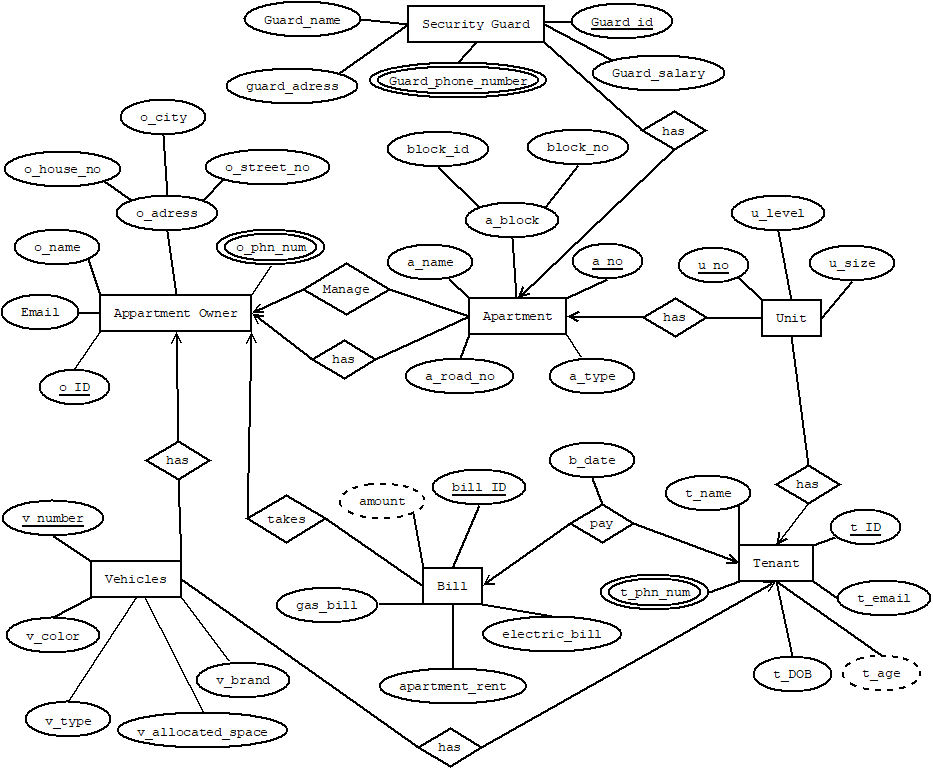 Guard_name
Security Guard
Guard_id
guard_adress
Guard_phone_number
Guard_salary
o_city
has
block_id
block_no
o_house_no
o_street_no
o_adress
a_block
u_level
o_name
o_phn_num
a_name
a_no
u_no
u_size
Manage
Email
Appartment Owner
Apartment
has
Unit
has
o_ID
a_road_no
a_type
has
b_date
has
v_number
amount
bill_ID
t_name
takes
pay
t_ID
Vehicles
Bill
Tenant
gas_bill
t_phn_num
t_email
v_color
electric_bill
v_brand
apartment_rent
t_DOB
t_age
v_type
v_allocated_space
has